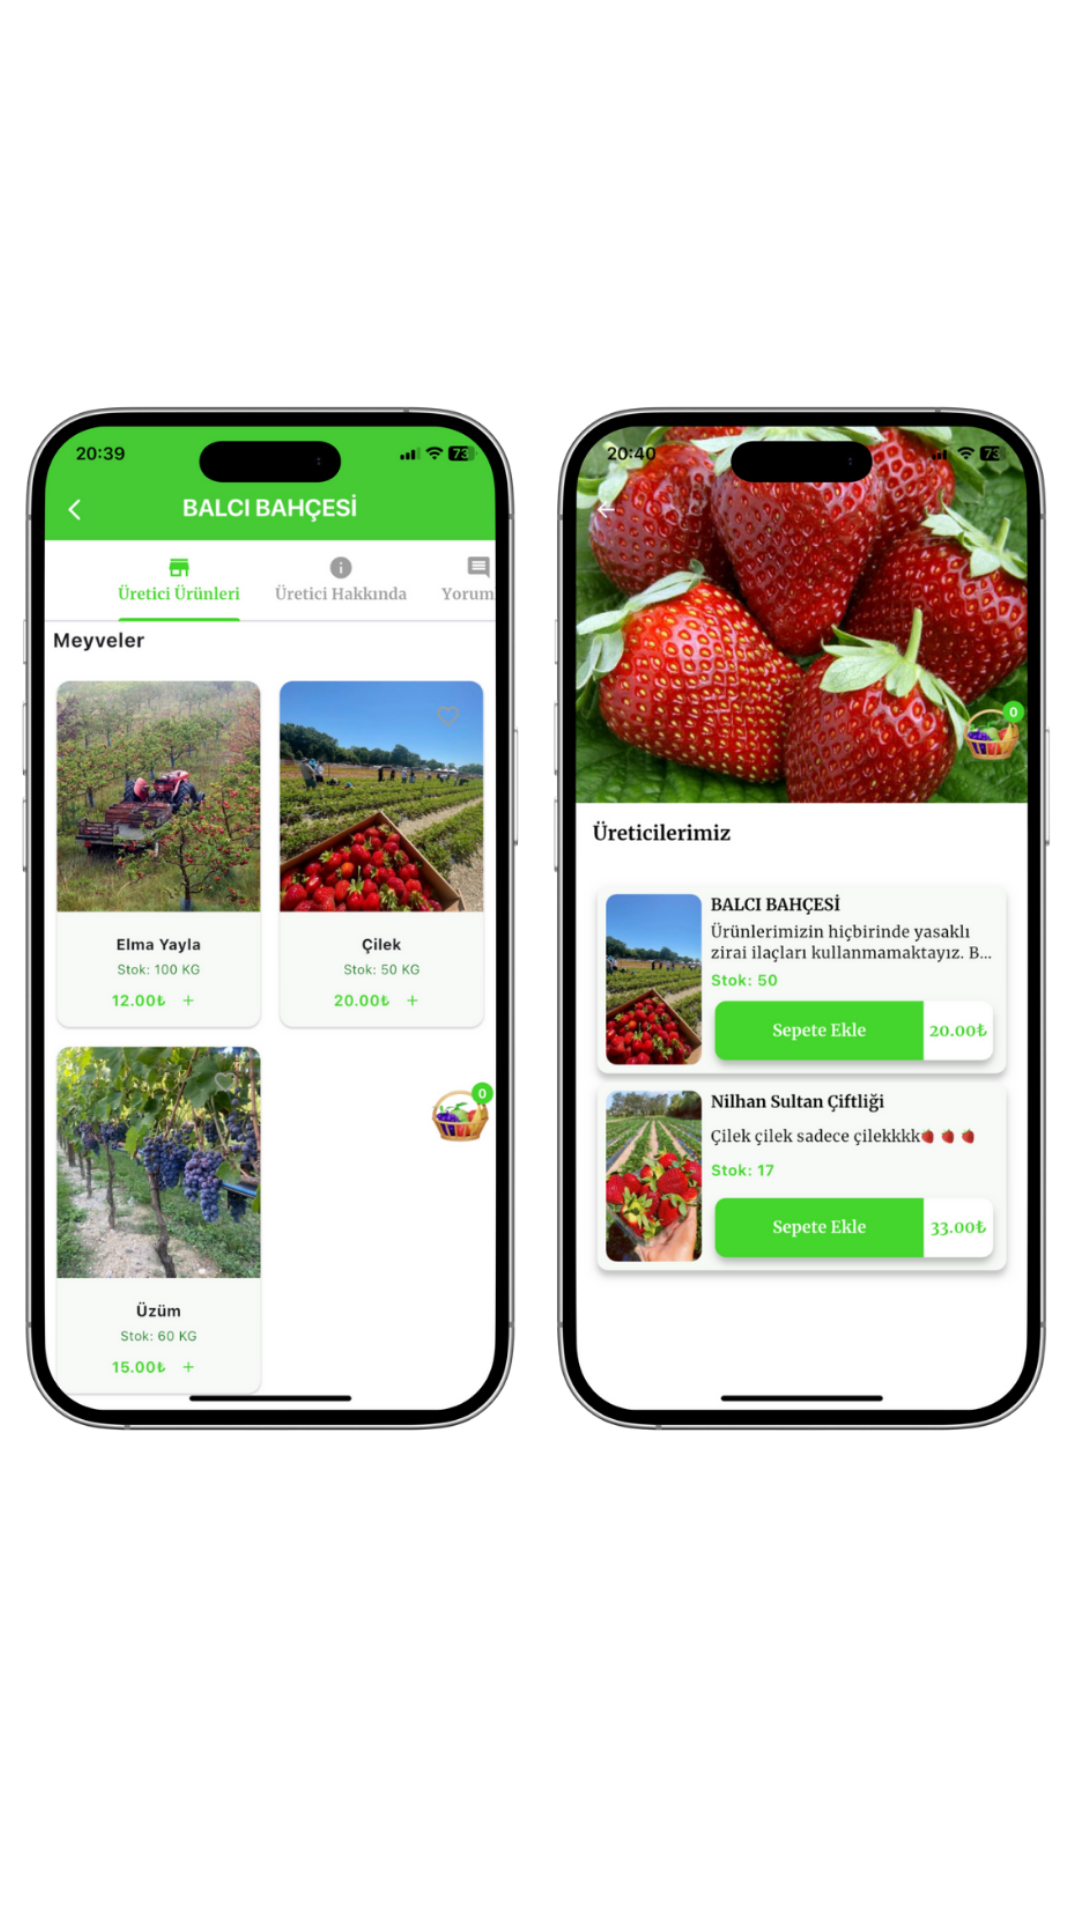 20:39
73
BALCI BAHÇESİ
Üretici Ürünleri
Üretici Hakkında
Yorum
Meyveler
Elma Yayla
Stok: 100 KG
12.00₺ +
Çilek
Stok: 50 KG
20.00₺ +
0
Üzüm
Stok: 60 KG
15.00₺ +
20:40
73
0
Üreticilerimiz
BALCI BAHÇESİ
Ürünlerimizin hiçbirinde yasaklı
zirai ilaçları kullanmamaktayız. B...
Stok: 50
Sepete Ekle
20.00₺
Nilhan Sultan Çiftliği
Çilek çilek sadece çilekkkk🍓🍓🍓
Stok: 17
Sepete Ekle
33.00₺